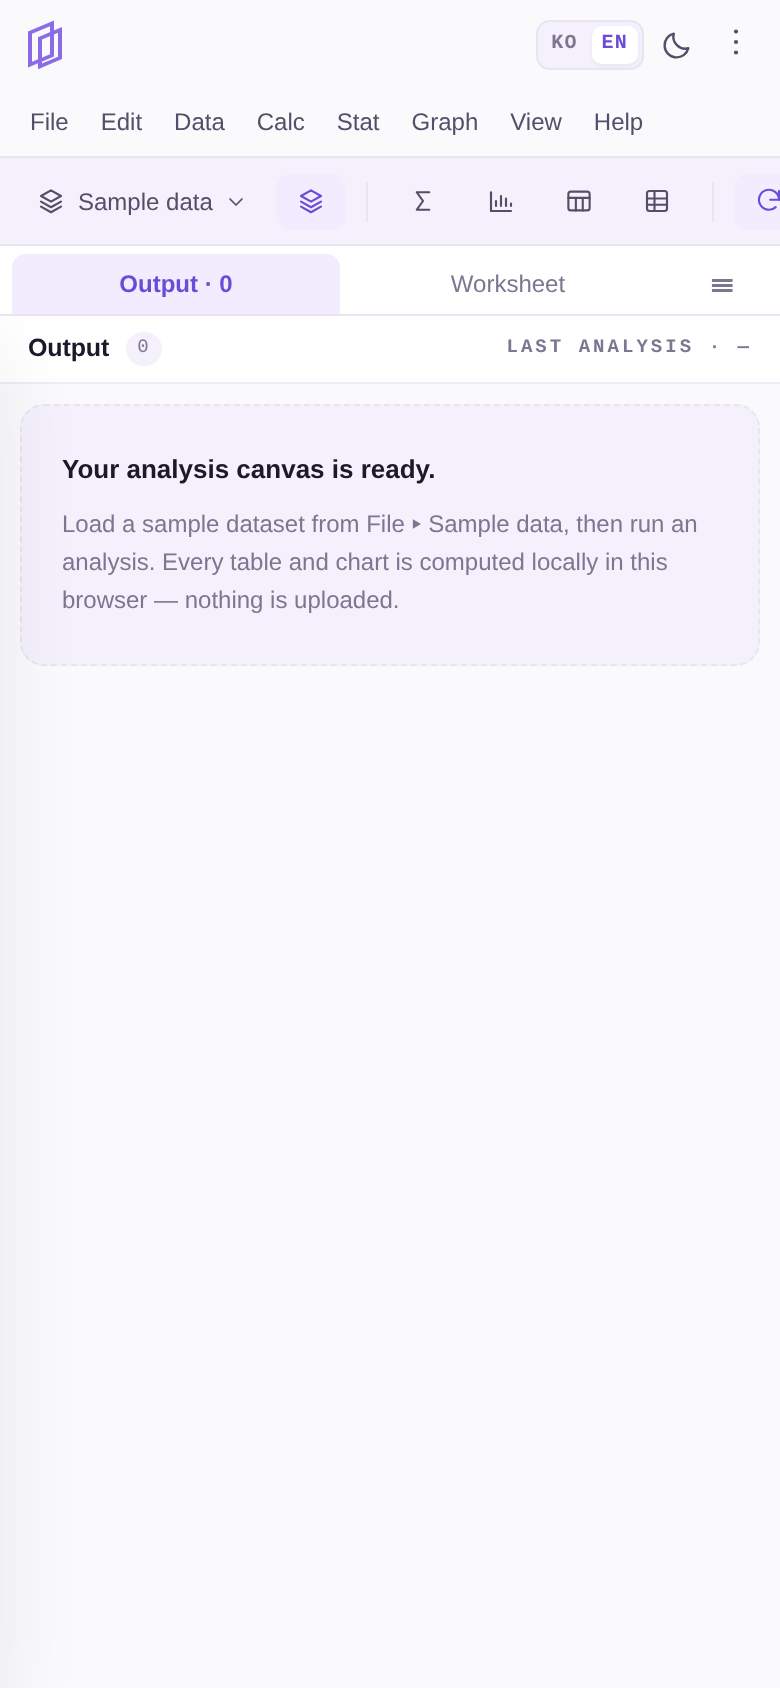 KO EN
File Edit Data Calc Stat Graph View Help
Sample data
Output · 0 Worksheet
Output 0 LAST ANALYSIS · —
Your analysis canvas is ready.
Load a sample dataset from File ▸ Sample data, then run an
analysis. Every table and chart is computed locally in this
browser — nothing is uploaded.